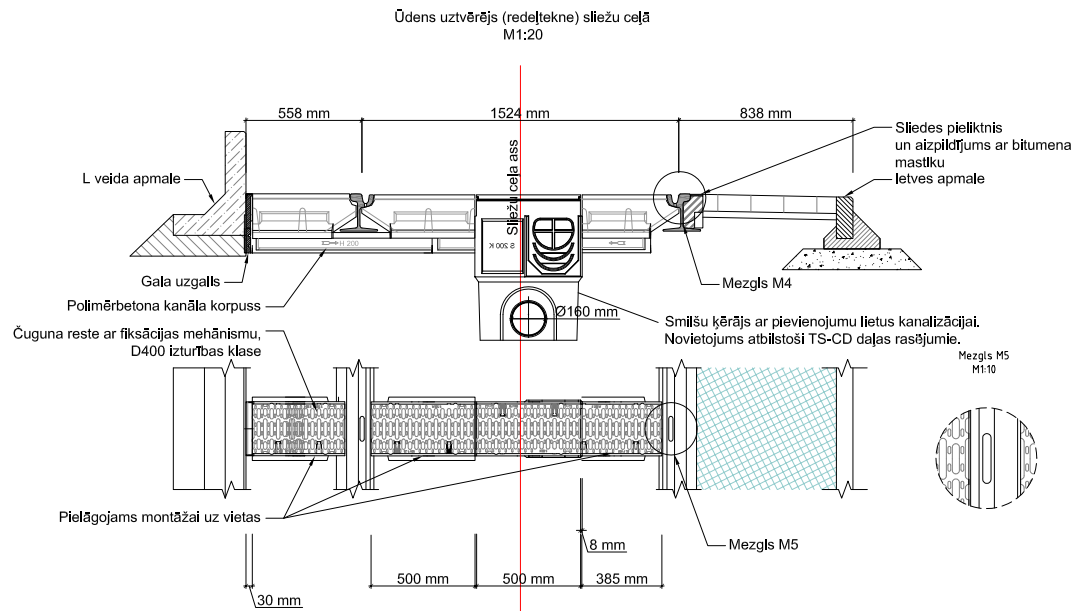 Ūdens uztvērējs (redeļtekne) sliežu ceļā
M1:20
558 mm
1524 mm
838 mm
Sliežu ceļa ass
Sliedes pieliktnis
un aizpildījums ar bitumena
mastiku
Ietves apmale
L veida apmale
H 200
S 200 K
Gala uzgalls
Mezgls M4
Polimērbetona kanāla korpuss
Ø160 mm
Čuguna reste ar fiksācijas mehānismu,
D400 izturības klase
Smilšu ķērājs ar pievienojumu lietus kanalizācijai.
Novietojums atbilstoši TS-CD daļas rasējumie.
Mezgls M5
M1:10
Pielāgojams montāžai uz vietas
8 mm
Mezgls M5
500 mm
500 mm
385 mm
30 mm